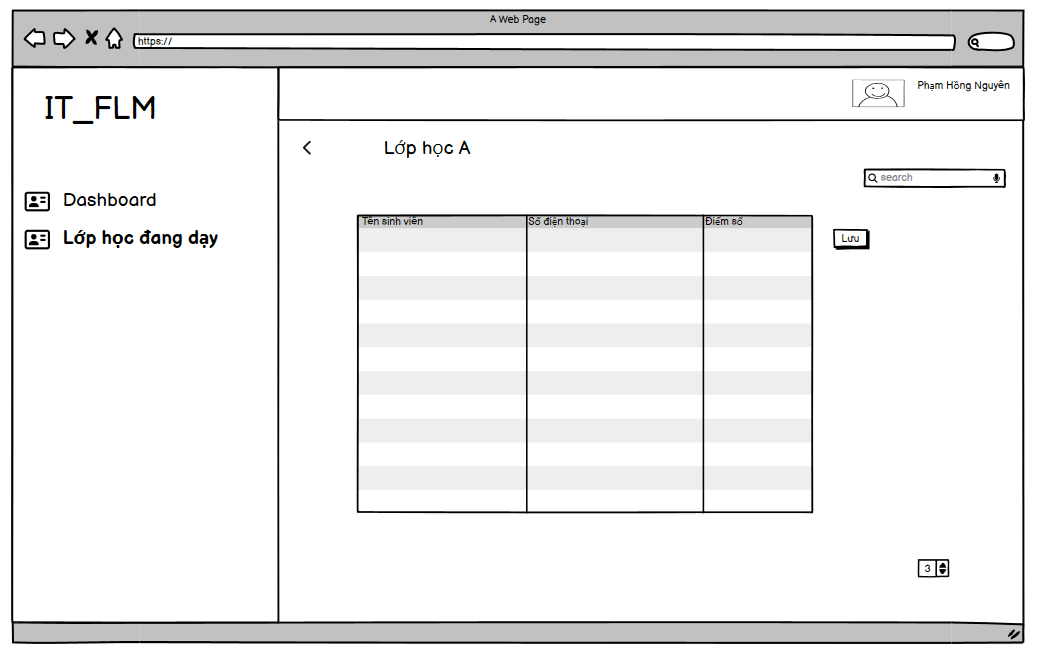 A Web Page
https://
IT_FLM
Phạm Hồng Nguyên
Lớp học A
search
Dashboard
Lớp học đang dạy
Tên sinh viên Số điện thoại Điểm số
Lưu
3